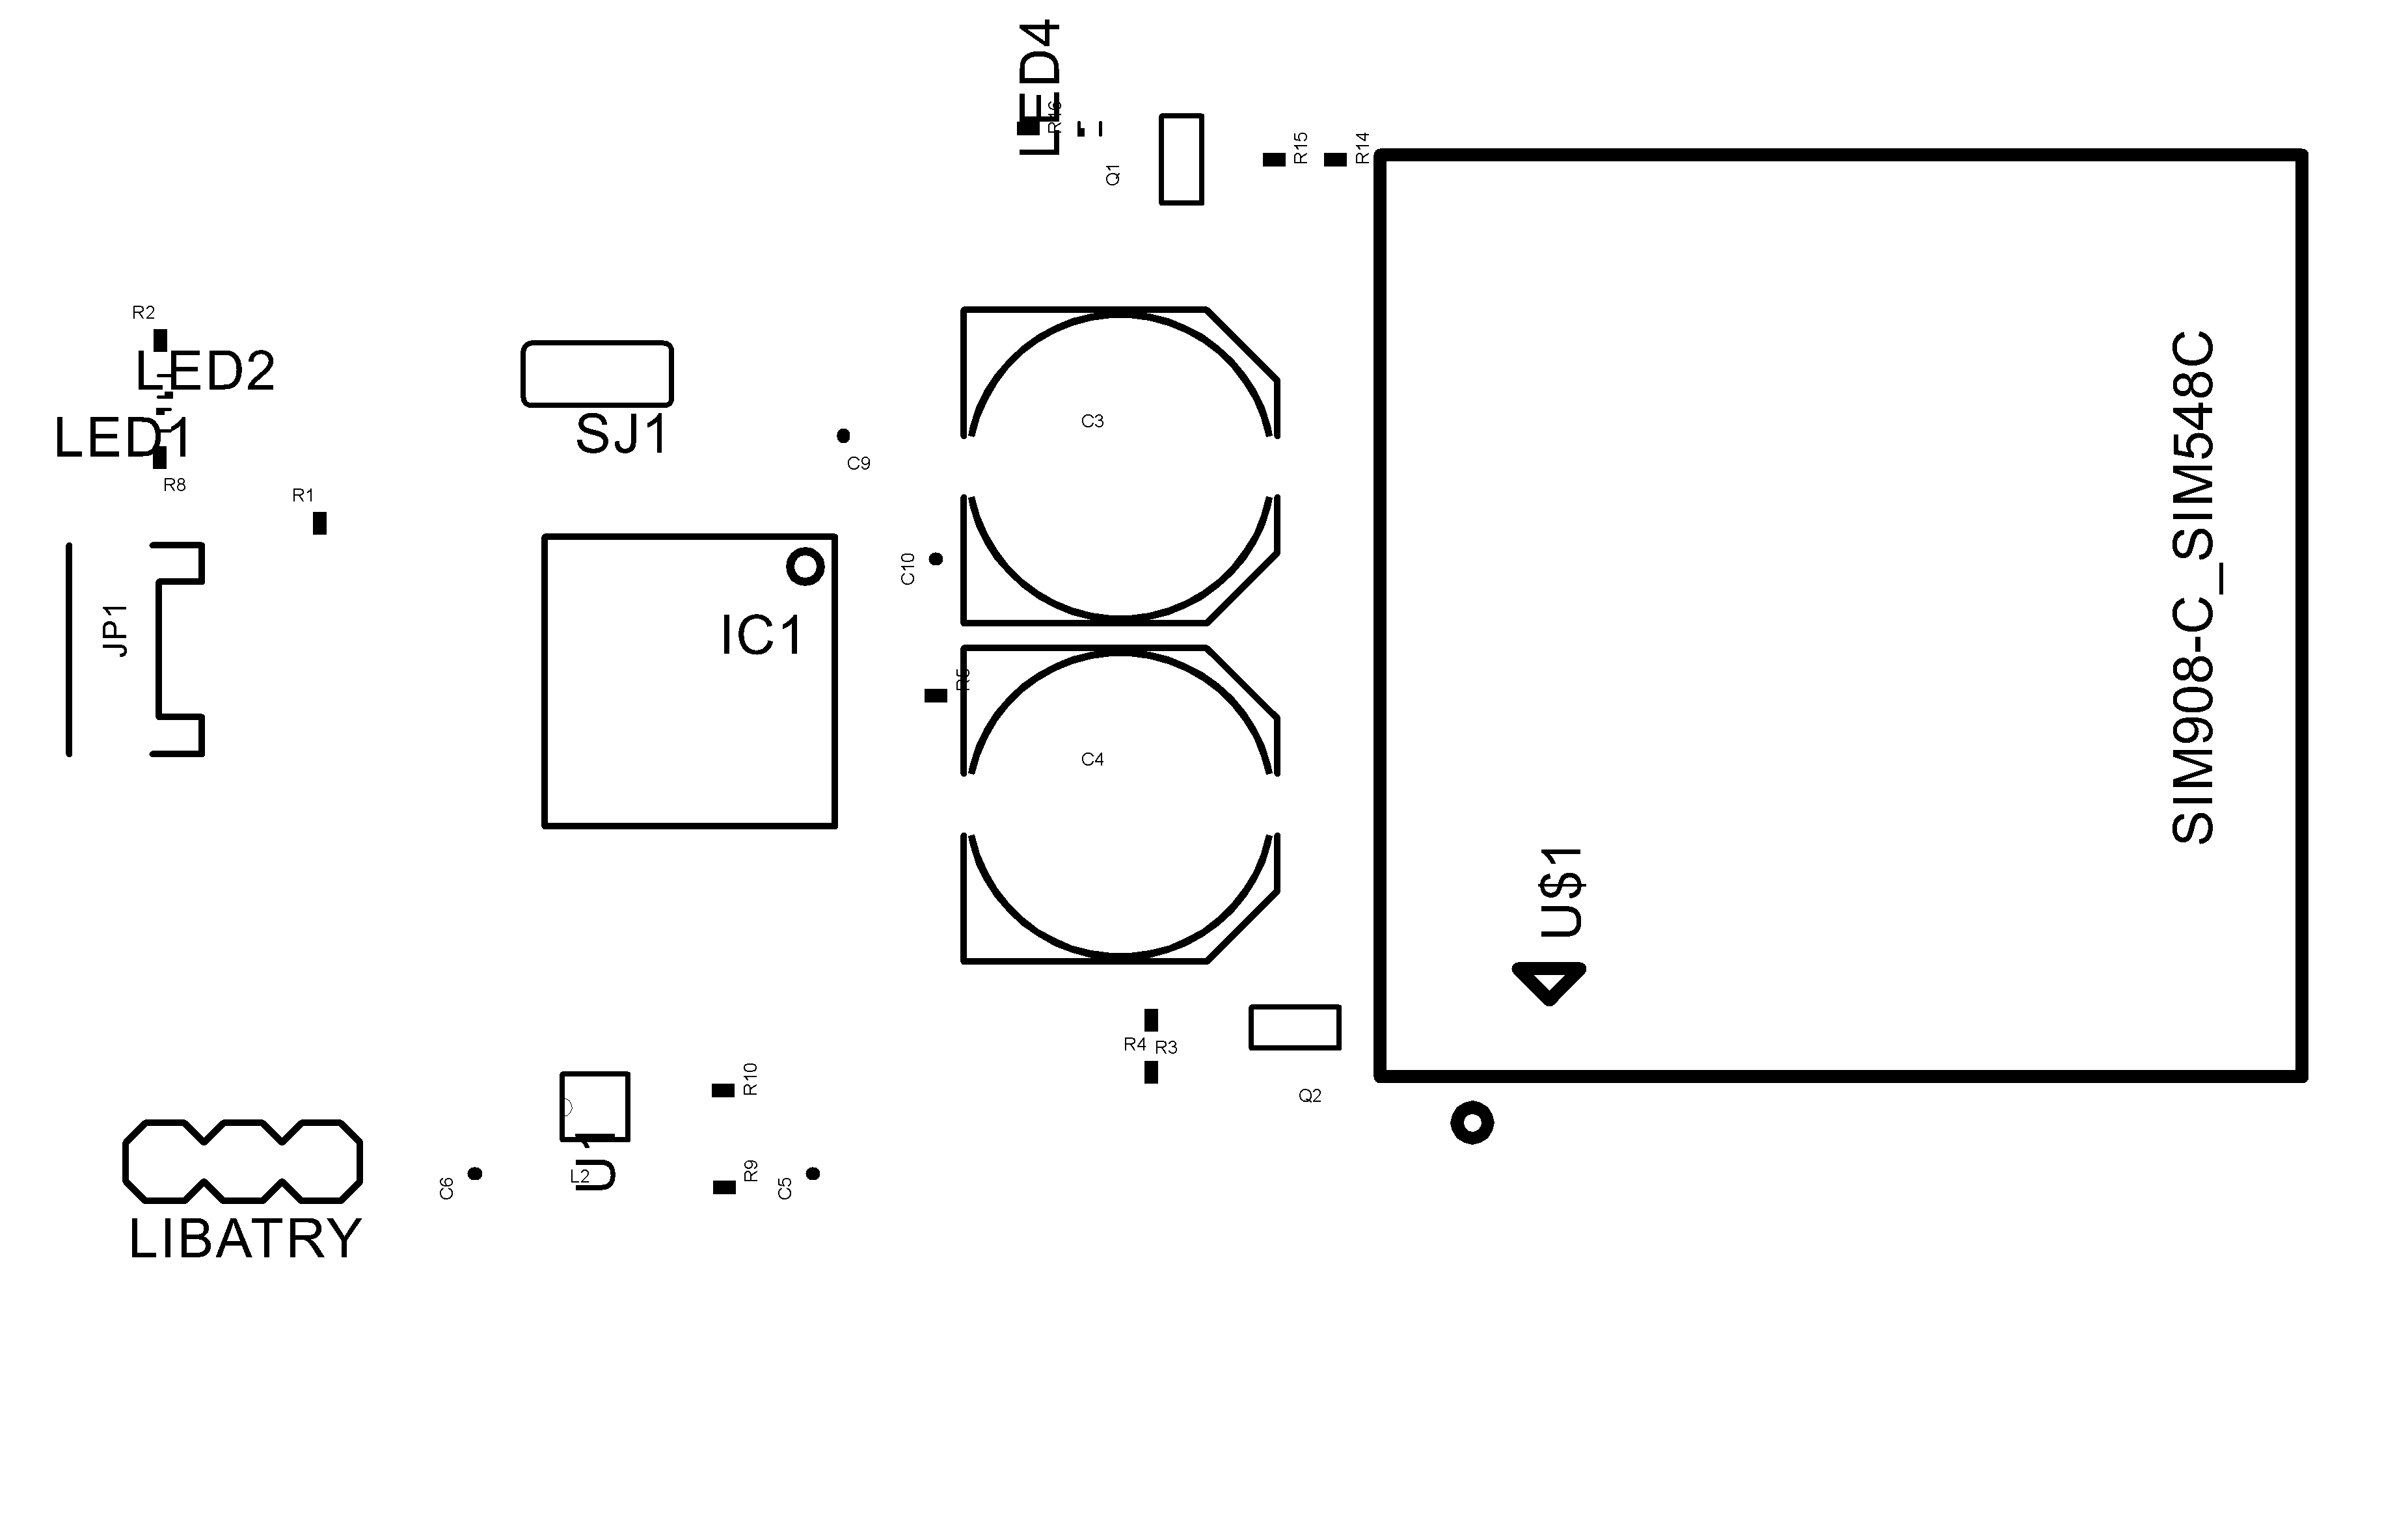 LED4
R16
Q1
R15
R14
R2
LED2
LED1
R8
R1
SJ1
C9
C3
C10
JP1
IC1
R5
C4
SIM908-C_SIM548C
U$1
R4
R3
Q2
R10
U1
L2
R9
C6
C5
LIBATRY